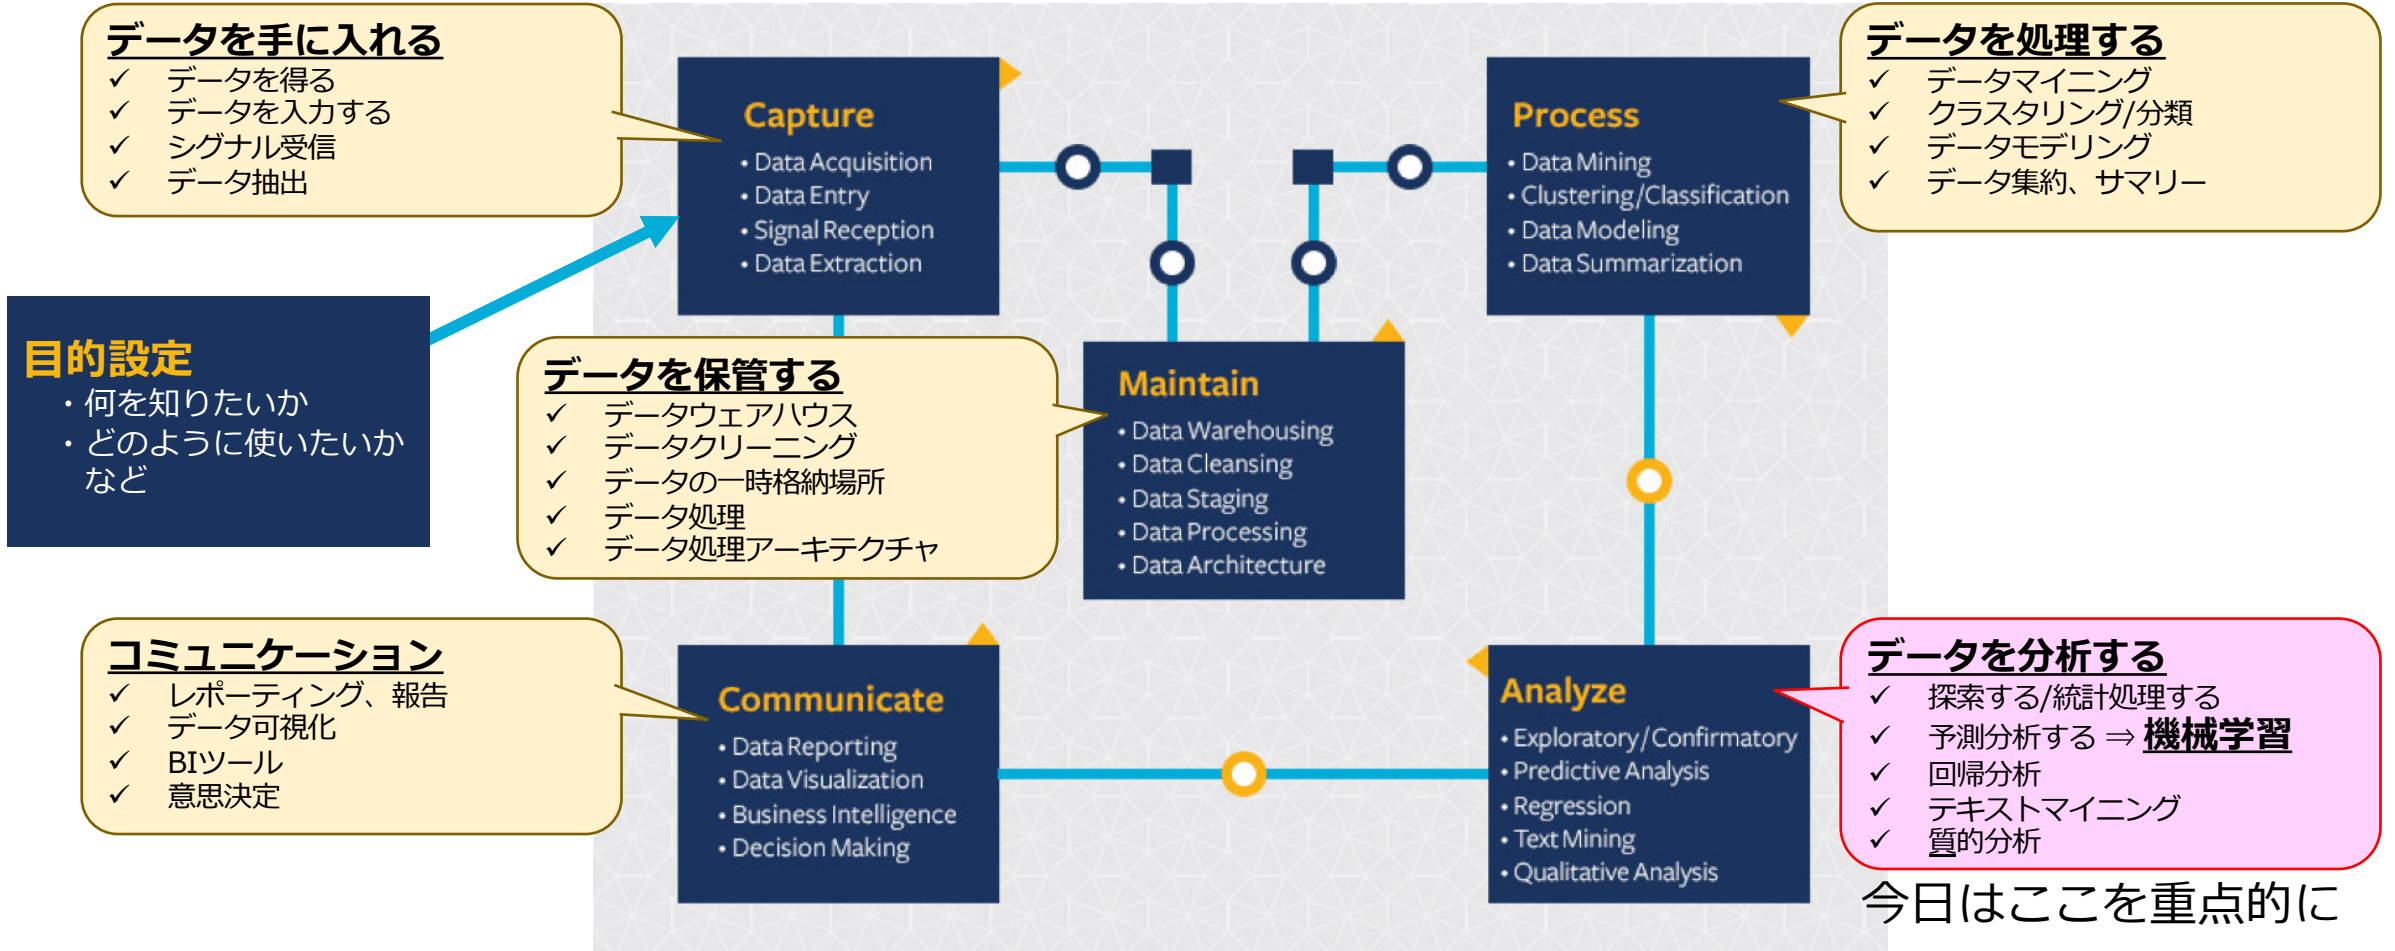 データを手に入れる
✓ データを得る
✓ データを入力する
✓ シグナル受信
✓ データ抽出
Capture
• Data Acquisition
• Data Entry
• Signal Reception
• Data Extraction
Process
• Data Mining
• Clustering/Classification
• Data Modeling
• Data Summarization
データを処理する
✓ データマイニング
✓ クラスタリング/分類
✓ データモデリング
✓ データ集約、サマリー
目的設定
・何を知りたいか
・どのように使いたいか
など
データを保管する
✓ データウェアハウス
✓ データクリーニング
✓ データの一時格納場所
✓ データ処理
✓ データ処理アーキテクチャ
Maintain
• Data Warehousing
• Data Cleansing
• Data Staging
• Data Processing
• Data Architecture
コミュニケーション
✓ レポーティング、報告
✓ データ可視化
✓ BIツール
✓ 意思決定
Communicate
• Data Reporting
• Data Visualization
• Business Intelligence
• Decision Making
Analyze
• Exploratory/Confirmatory
• Predictive Analysis
• Regression
• Text Mining
• Qualitative Analysis
データを分析する
✓ 探索する/統計処理する
✓ 予測分析する ⇒ 機械学習
✓ 回帰分析
✓ テキストマイニング
✓ 質的分析
今日はここを重点的に